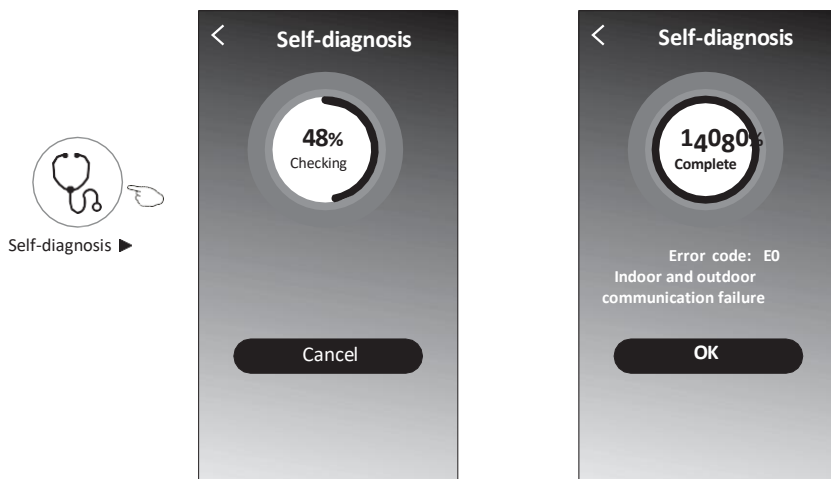 Self-diagnosis ▶
Self-diagnosis
48%
Checking
Cancel
Self-diagnosis
Complete
Error code: E0
Indoor and outdoor
communication failure
OK